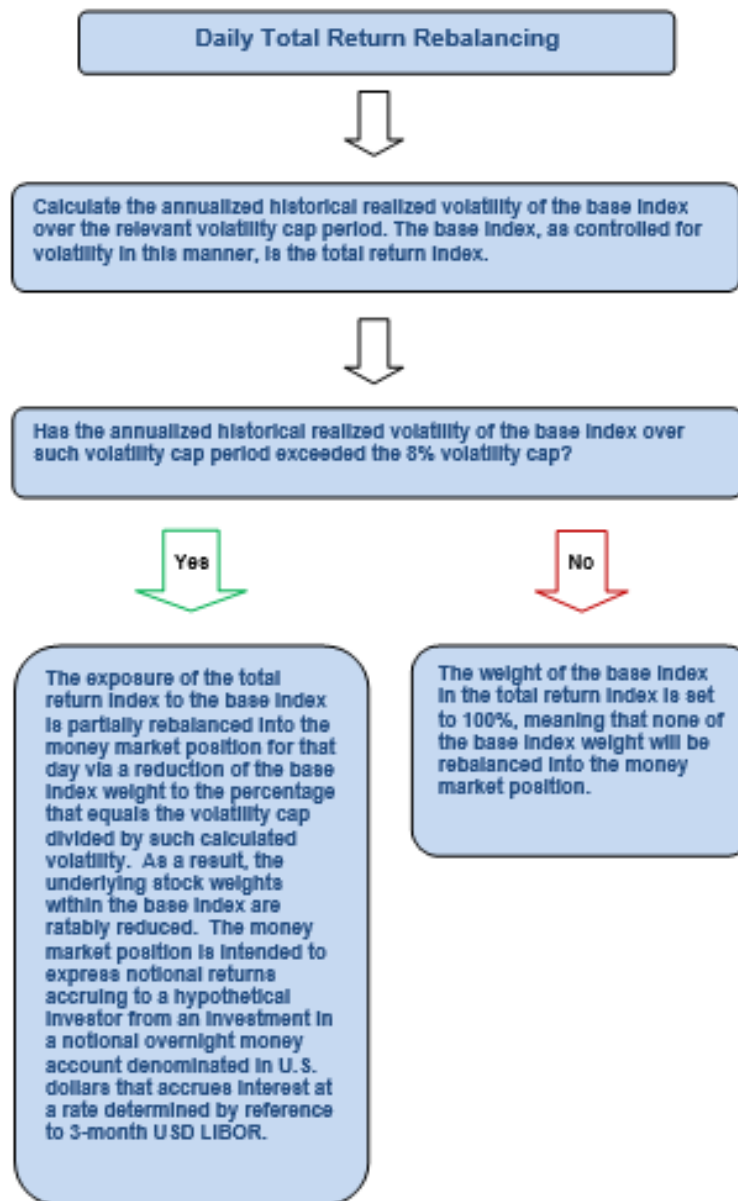 Daily Total Return Rebalancing
Calculate the annualized historical realized volatility of the base index
over the relevant volatility cap period. The base index, as controlled for
volatility in this manner, is the total return index.
Has the annualized historical realized volatility of the base index over
such volatility cap period exceeded the 8% volatility cap?
Yes
No
The exposure of the total
return index to the base index
is partially rebalanced into the
money market position for that
day via a reduction of the base
index weight to the percentage
that equals the volatility cap
divided by such calculated
volatility. As a result, the
underlying stock weights
within the base index are
ratably reduced. The money
market position is intended to
express notional returns
accruing to a hypothetical
investor from an investment in
a notional overnight money
account denominated in U.S.
dollars that accrues interest at
a rate determined by reference
to 3-month USD LIBOR.
The weight of the base index
in the total return index is set
to 100%, meaning that none of
the base index weight will be
rebalanced into the money
market position.